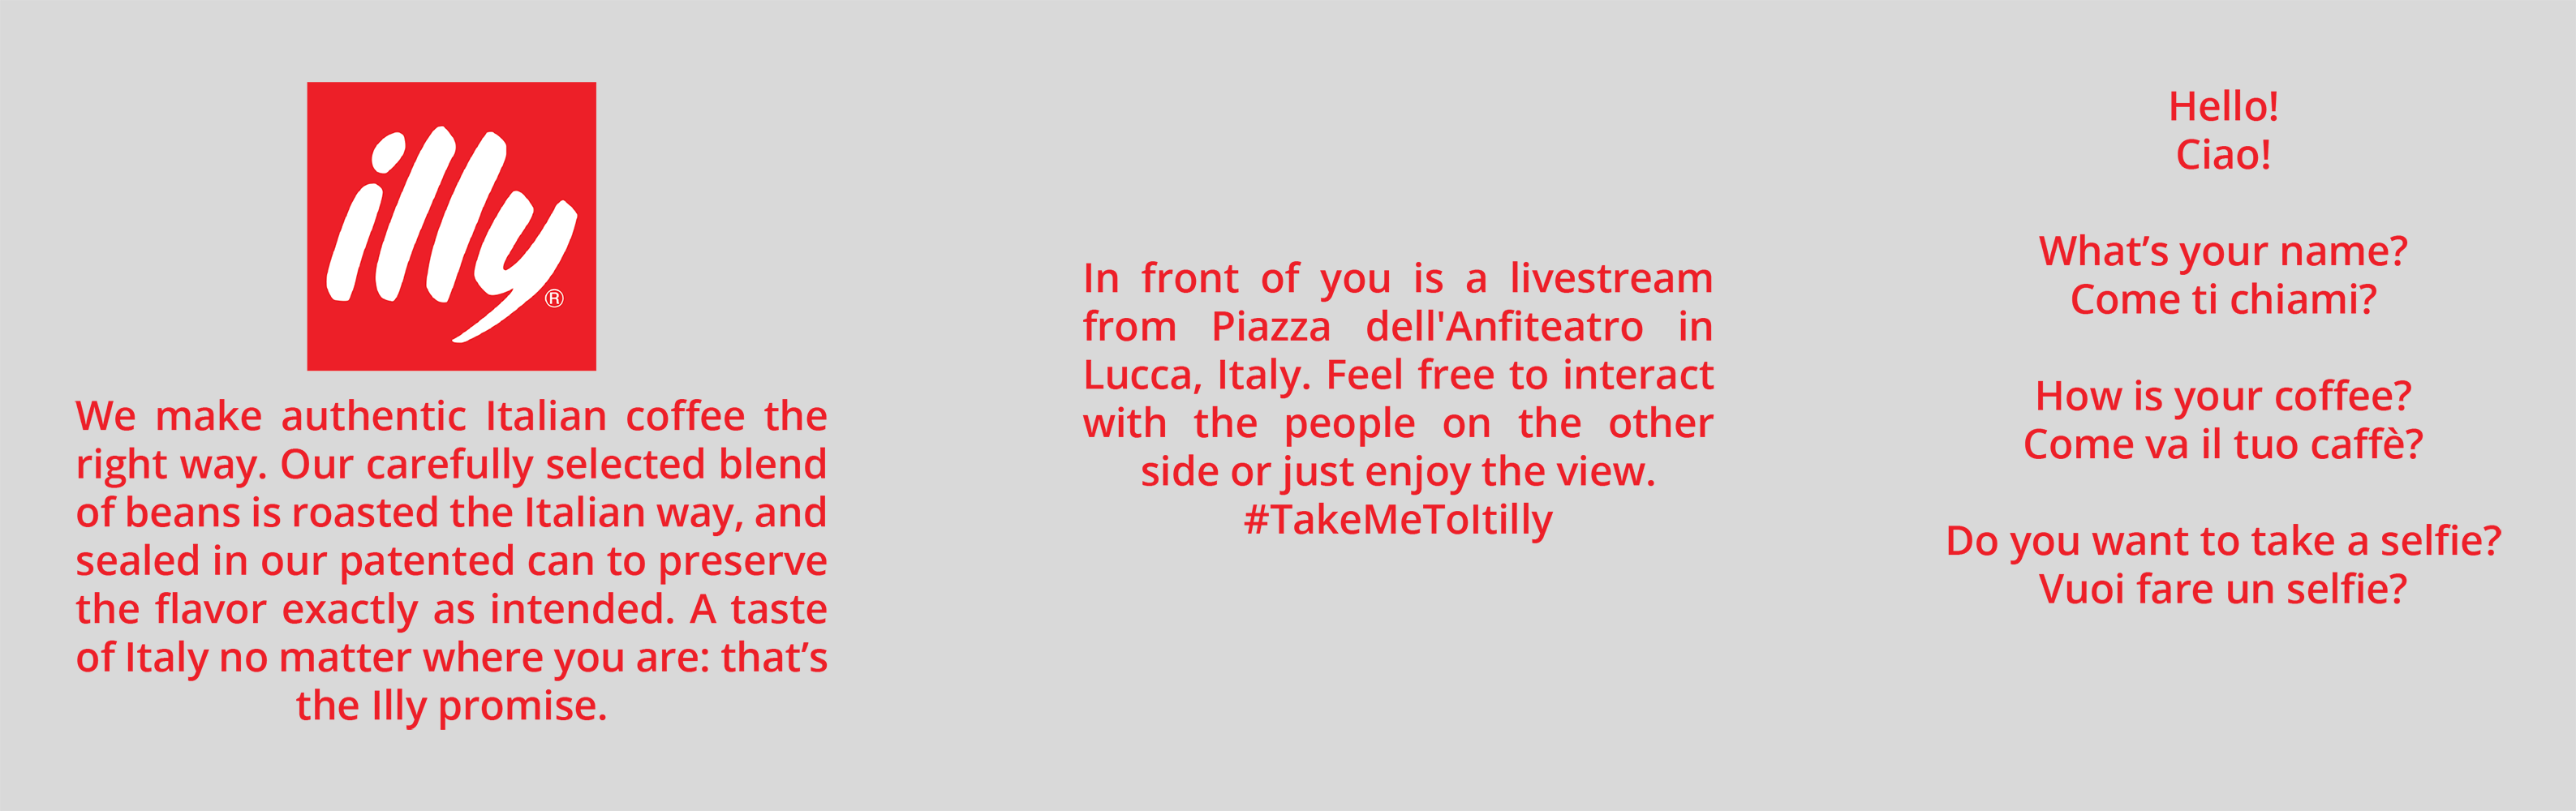 illy®
We make authentic Italian coffee the
right way. Our carefully selected blend
of beans is roasted the Italian way, and
sealed in our patented can to preserve
the flavor exactly as intended. A taste
of Italy no matter where you are: that’s
the Illy promise.
In front of you is a livestream
from Piazza dell'Anfiteatro in
Lucca, Italy. Feel free to interact
with the people on the other
side or just enjoy the view.
#TakeMeToItilly
Hello!
Ciao!
What’s your name?
Come ti chiami?
How is your coffee?
Come va il tuo caffè?
Do you want to take a selfie?
Vuoi fare un selfie?